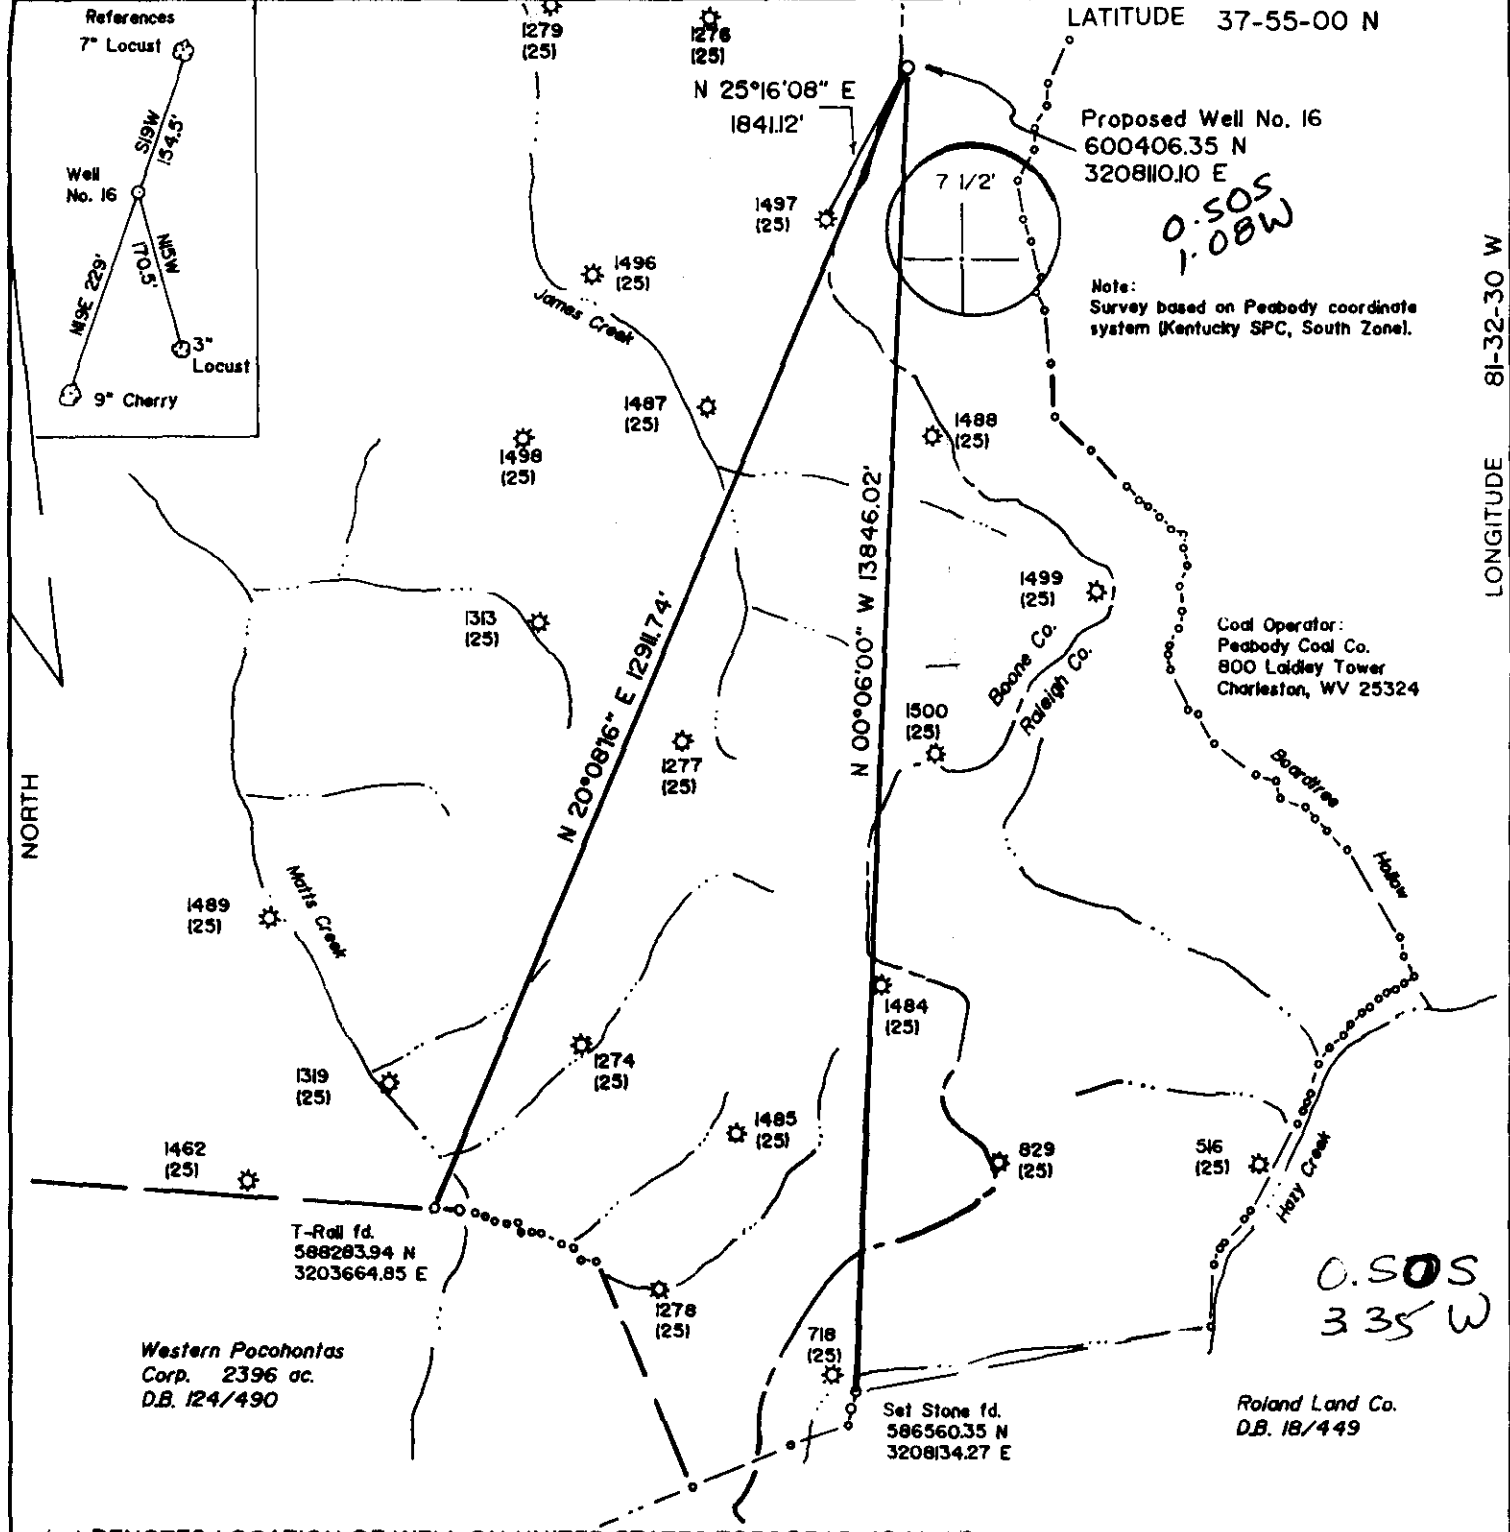 References
7" Locust
S19W
154.5'
Well
No. 16
N15W
170.5'
N19E 229'
3"
Locust
9" Cherry
1279
(25)
1276
(25)
LATITUDE 37-55-00 N
N 25°16'08" E
1841.12'
Proposed Well No. 16
600406.35 N
3208110.10 E
0.50S
1.08W
7 1/2'
Note:
Survey based on Peabody coordinate
system (Kentucky SPC, South Zone).
LONGITUDE 81-32-30 W
1497
(25)
1496
(25)
James Creek
1487
(25)
1488
(25)
1498
(25)
N 00°06'00" W 13846.02'
1499
(25)
1313
(25)
N 20°08'16" E 12911.74'
Boone Co.
Raleigh Co.
Coal Operator:
Peabody Coal Co.
800 Laidley Tower
Charleston, WV 25324
1500
(25)
1277
(25)
Boardtree
Hollow
NORTH
Matts Creek
1489
(25)
1484
(25)
1274
(25)
1319
(25)
1485
(25)
829
(25)
516
(25)
Hazy Creek
1462
(25)
T-Rail fd.
588283.94 N
3203664.85 E
0.50S
3.35 W
1278
(25)
718
(25)
Western Pocohontas
Corp. 2396 ac.
D.B. 124/490
Set Stone fd.
586560.35 N
3208134.27 E
Roland Land Co.
D.B. 18/449